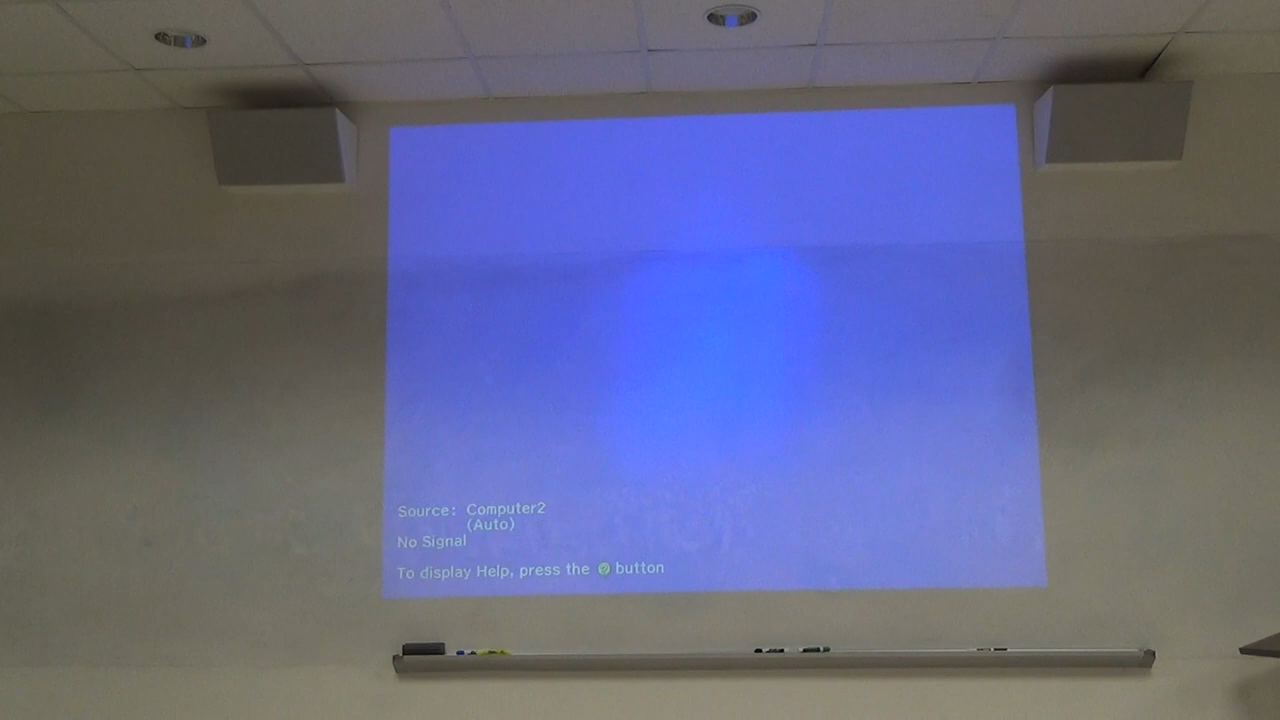 Source: Computer2
(Auto)
No Signal
To display Help, press the ? button